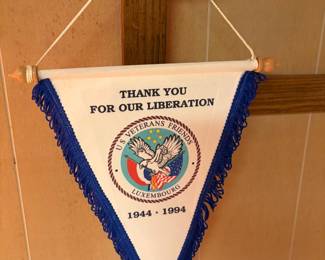 THANK YOU
FOR OUR LIBERATION
U S VETERANS FRIENDS
LUXEMBOURG
1944 - 1994